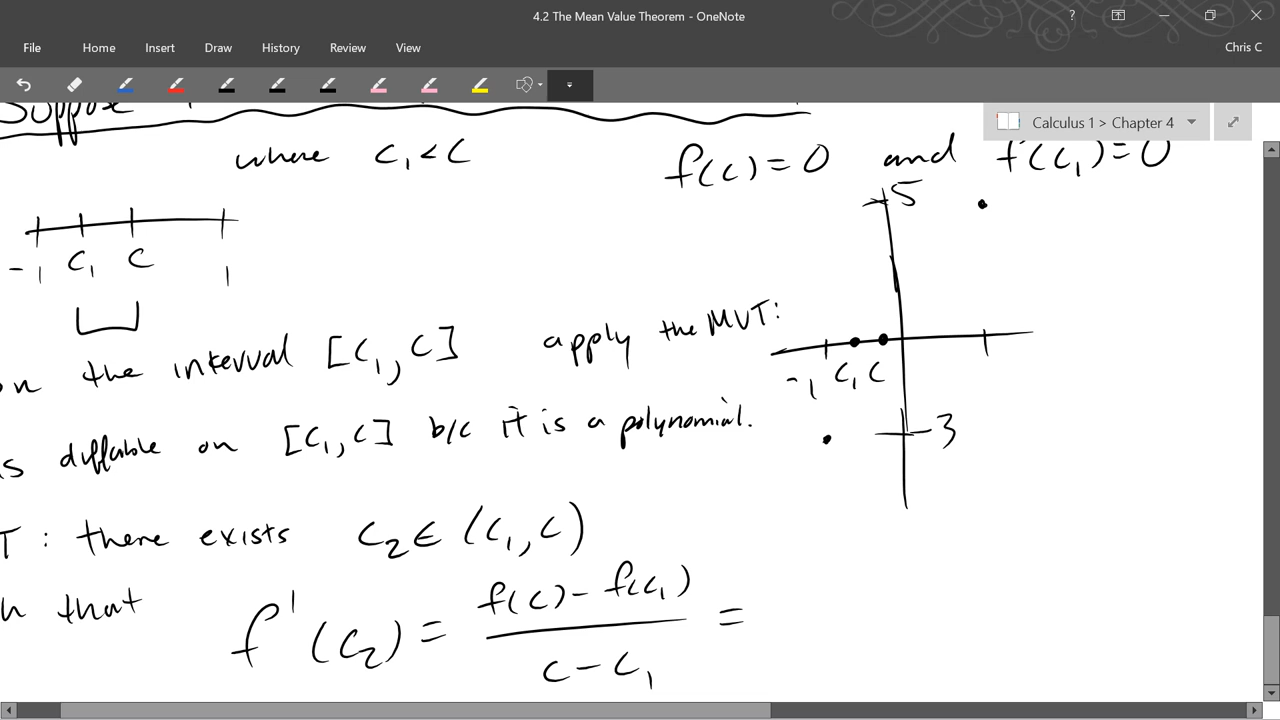 4.2 The Mean Value Theorem - OneNote
?
File Home Insert Draw History Review View
Chris C
Suppose
Calculus 1 > Chapter 4
where c₁ < c f(c) = 0 and f(c₁) = 0
5
-1 c₁ c 1
on the interval [c₁, c] apply the MVT:
-1 c₁ c
is diffable on [c₁, c] b/c it is a polynomial.
-3
T : there exists c₂ ∈ (c₁, c)
h that f'(c₂) = (f(c) - f(c₁)) / (c - c₁) =